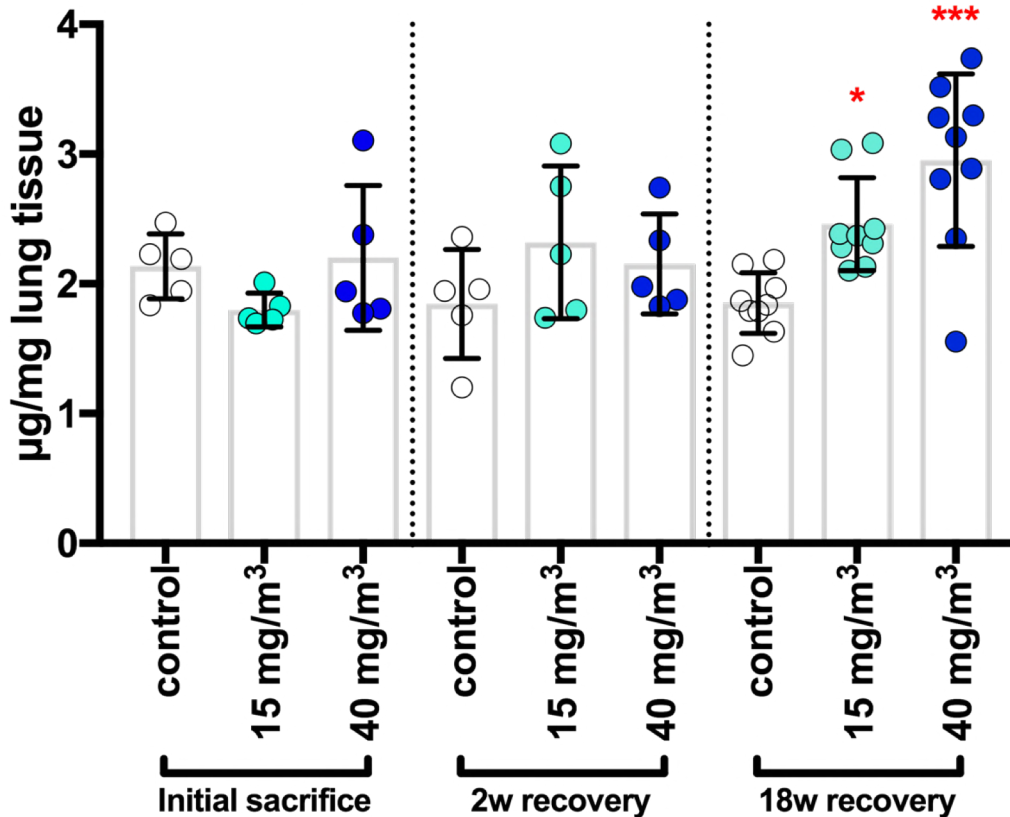 µg/mg lung tissue
4
3
2
1
0
*
***
control
15 mg/m³
40 mg/m³
control
15 mg/m³
40 mg/m³
control
15 mg/m³
40 mg/m³
Initial sacrifice
2w recovery
18w recovery